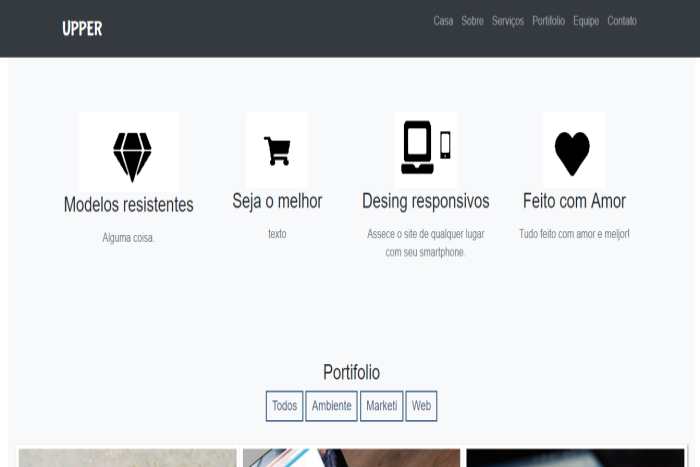 UPPER
Casa Sobre Serviços Portifolio Equipe Contato
Modelos resistentes
Alguma coisa.
Seja o melhor
texto
Desing responsivos
Assece o site de qualquer lugar
com seu smartphone.
Feito com Amor
Tudo feito com amor e meljor!
Portifolio
Todos Ambiente Marketi Web